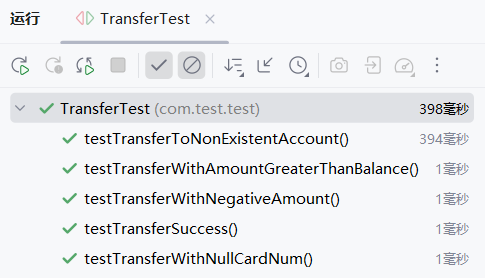 运行 TransferTest
TransferTest (com.test.test) 398毫秒
testTransferToNonExistentAccount() 394毫秒
testTransferWithAmountGreaterThanBalance() 1毫秒
testTransferWithNegativeAmount() 1毫秒
testTransferSuccess() 1毫秒
testTransferWithNullCardNum() 1毫秒